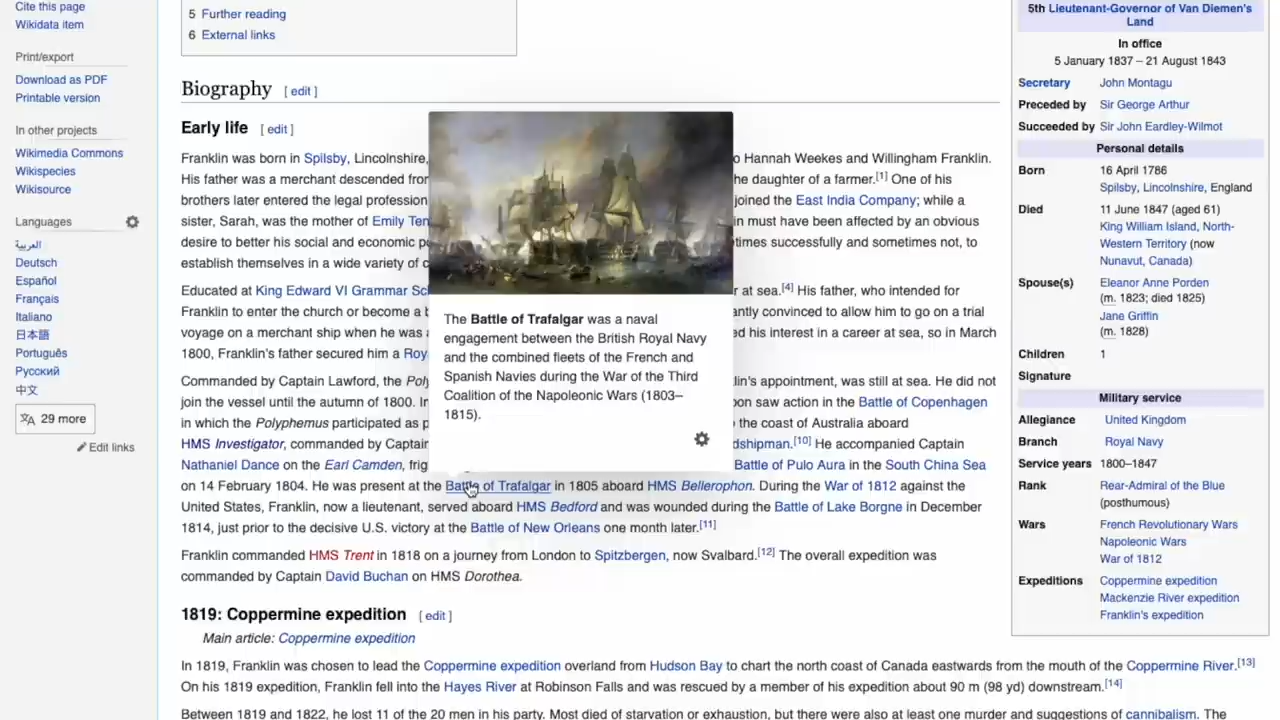 Cite this page
Wikidata item
Print/export
Download as PDF
Printable version
In other projects
Wikimedia Commons
Wikispecies
Wikisource
Languages
العربية
Deutsch
Español
Français
Italiano
日本語
Português
Русский
中文
29 more
Edit links
5 Further reading
6 External links
Biography [ edit ]
Early life [ edit ]
Franklin was born in Spilsby, Lincolnshire, o Hannah Weekes and Willingham Franklin.
His father was a merchant descended from he daughter of a farmer.[1] One of his
brothers later entered the legal profession joined the East India Company; while a
sister, Sarah, was the mother of Emily Ten in must have been affected by an obvious
desire to better his social and economic po times successfully and sometimes not, to
establish themselves in a wide variety of c
Educated at King Edward VI Grammar Sc r at sea.[4] His father, who intended for
Franklin to enter the church or become a b antly convinced to allow him to go on a trial
voyage on a merchant ship when he was a ed his interest in a career at sea, so in March
1800, Franklin's father secured him a Roy
Commanded by Captain Lawford, the Poly lin's appointment, was still at sea. He did not
join the vessel until the autumn of 1800. In on saw action in the Battle of Copenhagen
in which the Polyphemus participated as p the coast of Australia aboard
HMS Investigator, commanded by Captain dshipman.[10] He accompanied Captain
Nathaniel Dance on the Earl Camden, frig Battle of Pulo Aura in the South China Sea
on 14 February 1804. He was present at the Battle of Trafalgar in 1805 aboard HMS Bellerophon. During the War of 1812 against the
United States, Franklin, now a lieutenant, served aboard HMS Bedford and was wounded during the Battle of Lake Borgne in December
1814, just prior to the decisive U.S. victory at the Battle of New Orleans one month later.[11]
Franklin commanded HMS Trent in 1818 on a journey from London to Spitzbergen, now Svalbard.[12] The overall expedition was
commanded by Captain David Buchan on HMS Dorothea.
1819: Coppermine expedition [ edit ]
Main article: Coppermine expedition
In 1819, Franklin was chosen to lead the Coppermine expedition overland from Hudson Bay to chart the north coast of Canada eastwards from the mouth of the Coppermine River.[13]
On his 1819 expedition, Franklin fell into the Hayes River at Robinson Falls and was rescued by a member of his expedition about 90 m (98 yd) downstream.[14]
Between 1819 and 1822, he lost 11 of the 20 men in his party. Most died of starvation or exhaustion, but there were also at least one murder and suggestions of cannibalism. The
The Battle of Trafalgar was a naval
engagement between the British Royal Navy
and the combined fleets of the French and
Spanish Navies during the War of the Third
Coalition of the Napoleonic Wars (1803–
1815).
5th Lieutenant-Governor of Van Diemen's
Land
In office
5 January 1837 – 21 August 1843
Secretary John Montagu
Preceded by Sir George Arthur
Succeeded by Sir John Eardley-Wilmot
Personal details
Born 16 April 1786
Spilsby, Lincolnshire, England
Died 11 June 1847 (aged 61)
King William Island, North-
Western Territory (now
Nunavut, Canada)
Spouse(s) Eleanor Anne Porden
(m. 1823; died 1825)
Jane Griffin
(m. 1828)
Children 1
Signature
Military service
Allegiance United Kingdom
Branch Royal Navy
Service years 1800–1847
Rank Rear-Admiral of the Blue
(posthumous)
Wars French Revolutionary Wars
Napoleonic Wars
War of 1812
Expeditions Coppermine expedition
Mackenzie River expedition
Franklin's expedition